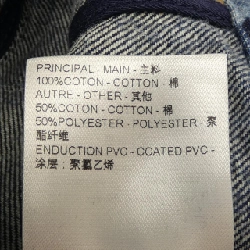 PRINCIPAL - MAIN - 主料
100%COTON - COTTON - 棉
AUTRE - OTHER - 其他
50%COTON - COTTON - 棉
50%POLYESTER - POLYESTER - 聚
酯纤维
ENDUCTION PVC - COATED PVC -
涂层：聚氯乙烯